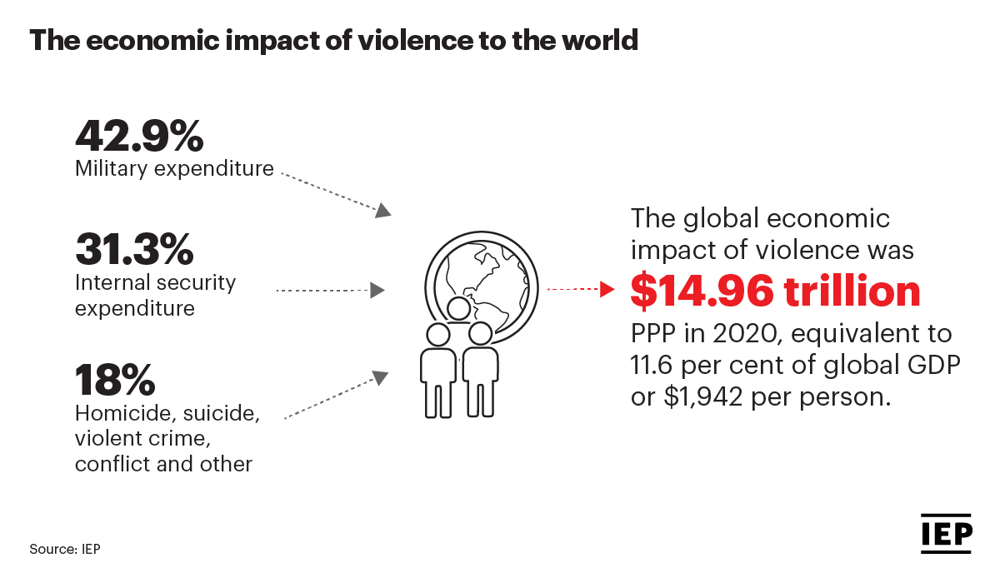 The economic impact of violence to the world
42.9%
Military expenditure
31.3%
Internal security
expenditure
18%
Homicide, suicide,
violent crime,
conflict and other
The global economic
impact of violence was
$14.96 trillion
PPP in 2020, equivalent to
11.6 per cent of global GDP
or $1,942 per person.
Source: IEP
IEP